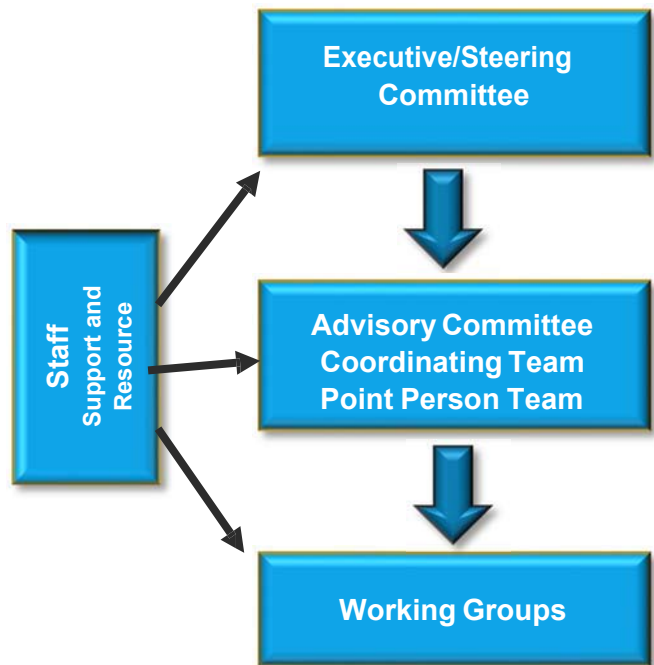 Executive/Steering
Committee
Staff
Support and
Resource
Advisory Committee
Coordinating Team
Point Person Team
Working Groups